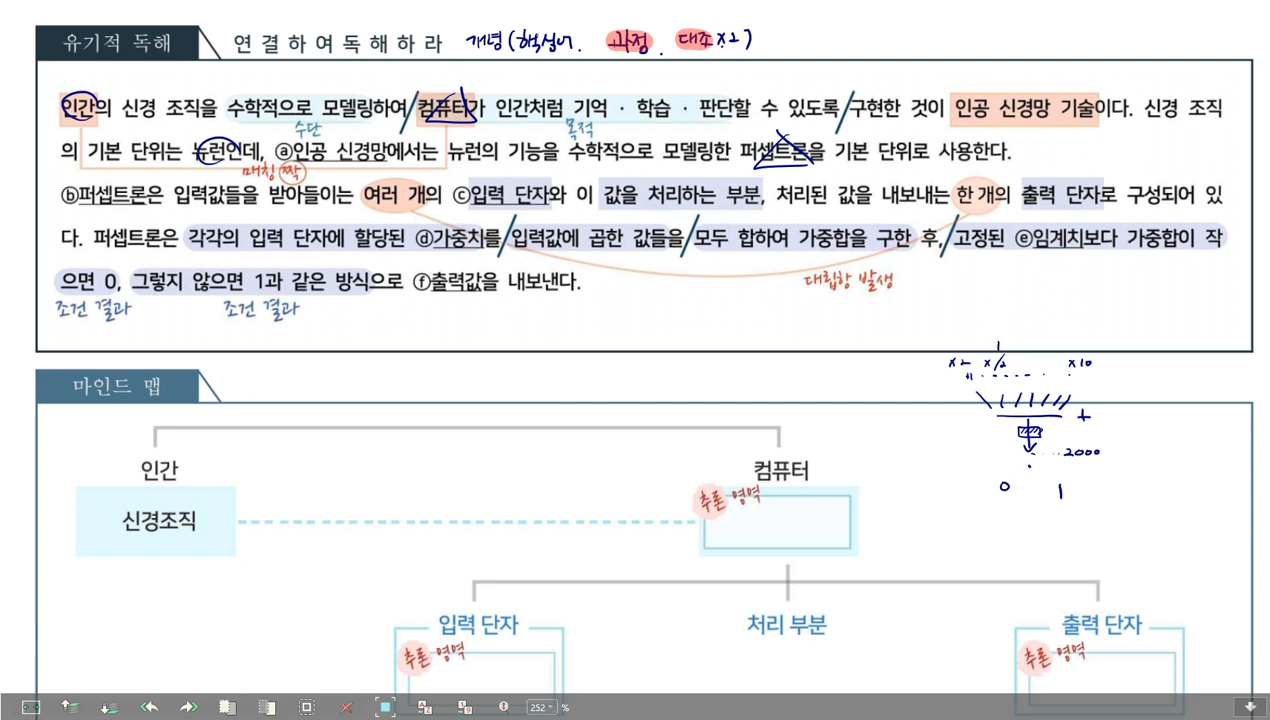 유기적 독해 연결하여독해하라 개념(핵심어. 과정. 대조x2)
인간의 신경 조직을 수학적으로 모델링하여/컴퓨터가 인간처럼 기억·학습·판단할 수 있도록/구현한 것이 인공 신경망 기술이다. 신경 조직
수단 목적
의 기본 단위는 뉴런인데, ⓐ인공 신경망에서는 뉴런의 기능을 수학적으로 모델링한 퍼셉트론을 기본 단위로 사용한다.
매칭 짝
ⓑ퍼셉트론은 입력값들을 받아들이는 여러 개의 ⓒ입력 단자와 이 값을 처리하는 부분, 처리된 값을 내보내는 한 개의 출력 단자로 구성되어 있
다. 퍼셉트론은 각각의 입력 단자에 할당된 ⓓ가중치를/입력값에 곱한 값들을/모두 합하여 가중합을 구한 후,/고정된 ⓔ임계치보다 가중합이 작
으면 0, 그렇지 않으면 1과 같은 방식으로 ⓕ출력값을 내보낸다.
대립항 발생
조건 결과 조건 결과
x2 x1/2 x10
+
2000
0 1
마인드 맵
인간 컴퓨터
신경조직 추론 영역
입력 단자 처리 부분 출력 단자
추론 영역 추론 영역
252 %